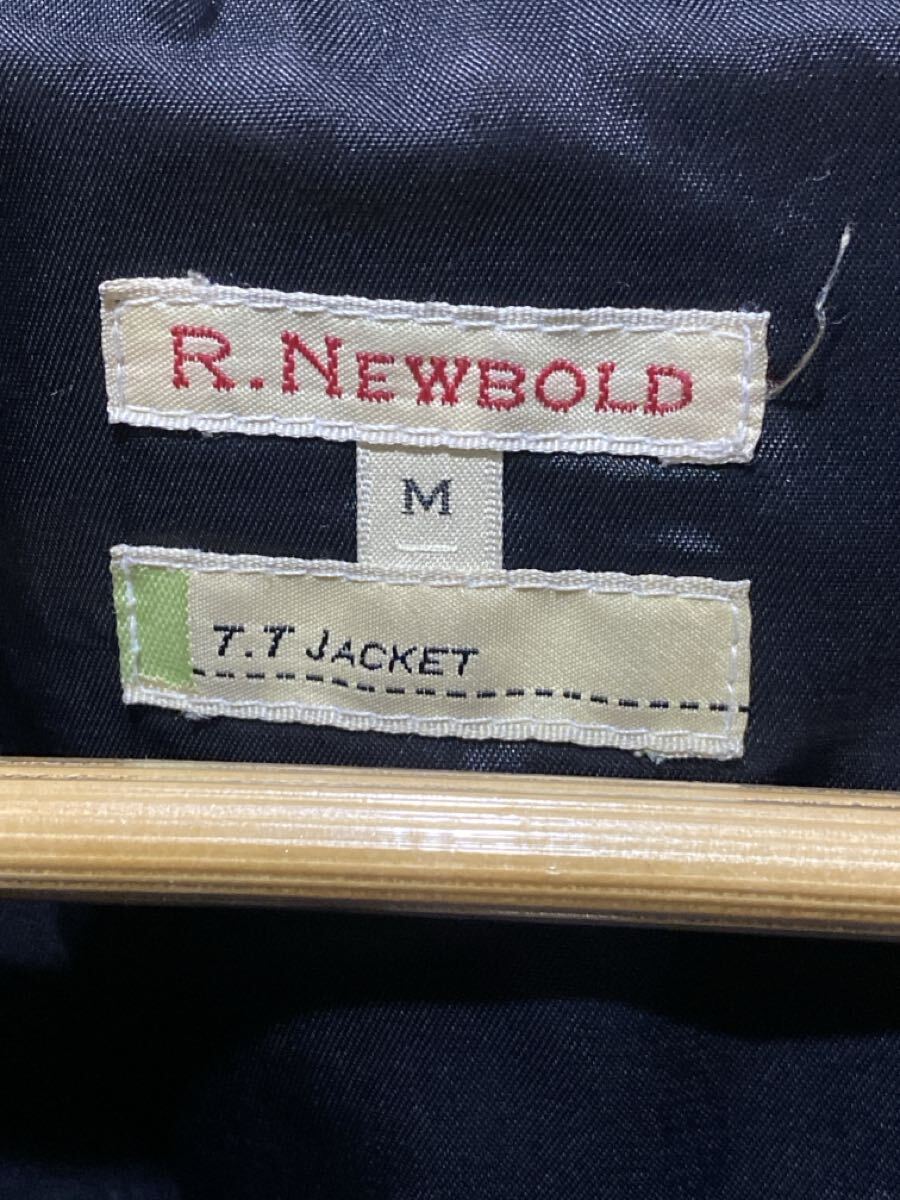 R. NEWBOLD
M
T.T JACKET